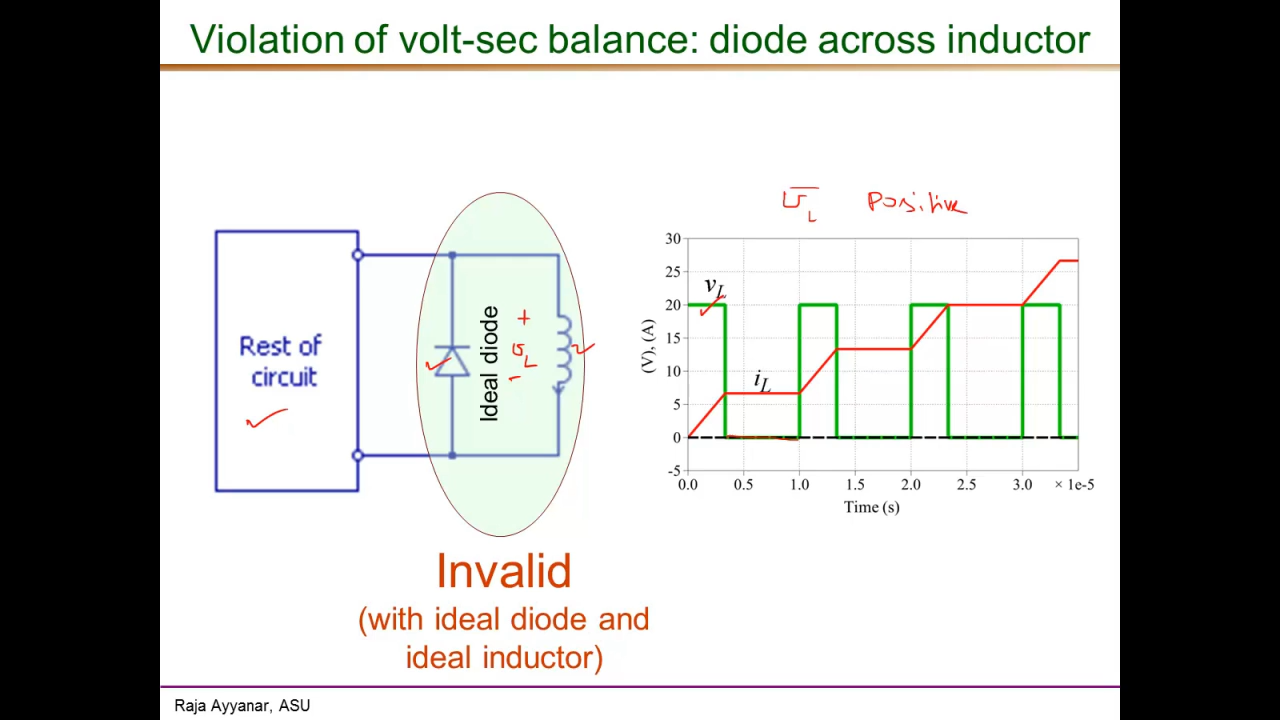 Violation of volt-sec balance: diode across inductor
v̅L positive
Rest of
circuit
Ideal diode
+
vL
-
(V), (A)
30
25
20
15
10
5
0
-5
vL
iL
0.0 0.5 1.0 1.5 2.0 2.5 3.0 × 1e-5
Time (s)
Invalid
(with ideal diode and
ideal inductor)
Raja Ayyanar, ASU